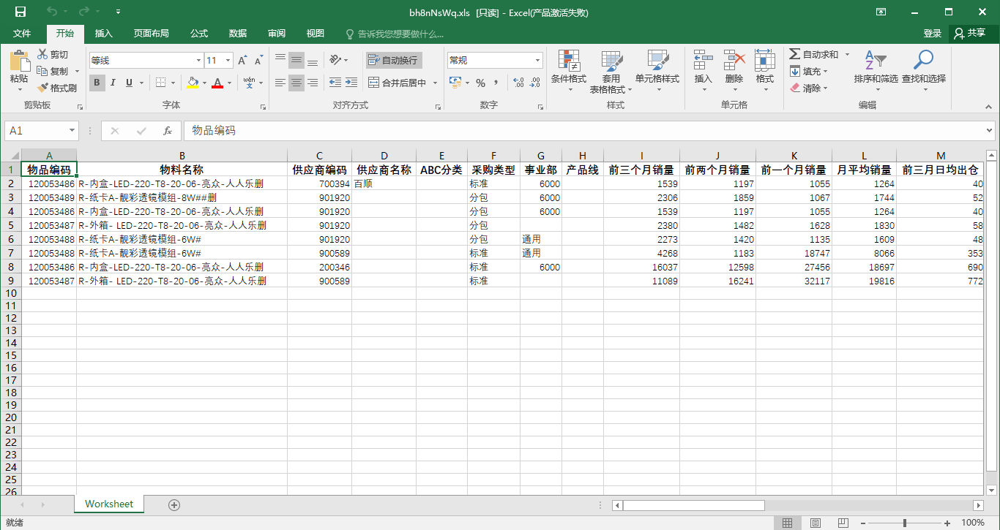 bh8nNsWq.xls [只读] - Excel(产品激活失败)
文件 开始 插入 页面布局 公式 数据 审阅 视图 告诉我您想要做什么... 登录 共享
粘贴 剪切 复制 格式刷 剪贴板
等线 11 B I U wén 文 字体
自动换行 合并后居中 对齐方式
常规 % , 数字
条件格式 套用 表格格式 单元格样式 样式
插入 删除 格式 单元格
自动求和 填充 清除 排序和筛选 查找和选择 编辑
A1 fx 物品编码
A B C D E F G H I J K L M
1 物品编码 物料名称 供应商编码 供应商名称 ABC分类 采购类型 事业部 产品线 前三个月销量 前两个月销量 前一个月销量 月平均销量 前三月日均出仓
2 120053486 R-内盒-LED-220-T8-20-06-亮众-人人乐删 700394 百顺 标准 6000 1539 1197 1055 1264 40
3 120053489 R-纸卡A-靓彩透镜模组-8W##删 901920 分包 6000 2306 1859 1067 1744 52
4 120053486 R-内盒-LED-220-T8-20-06-亮众-人人乐删 901920 分包 6000 1539 1197 1055 1264 40
5 120053487 R-外箱- LED-220-T8-20-06-亮众-人人乐删 901920 分包 2380 1482 1628 1830 58
6 120053488 R-纸卡A-靓彩透镜模组-6W# 901920 分包 通用 2273 1420 1135 1609 48
7 120053488 R-纸卡A-靓彩透镜模组-6W# 900589 标准 通用 4268 1183 18747 8066 353
8 120053486 R-内盒-LED-220-T8-20-06-亮众-人人乐删 200346 标准 6000 16037 12598 27456 18697 690
9 120053487 R-外箱- LED-220-T8-20-06-亮众-人人乐删 900589 标准 11089 16241 32117 19816 772
10
11
12
13
14
15
16
17
18
19
20
21
22
23
24
25
26
Worksheet
就绪 100%